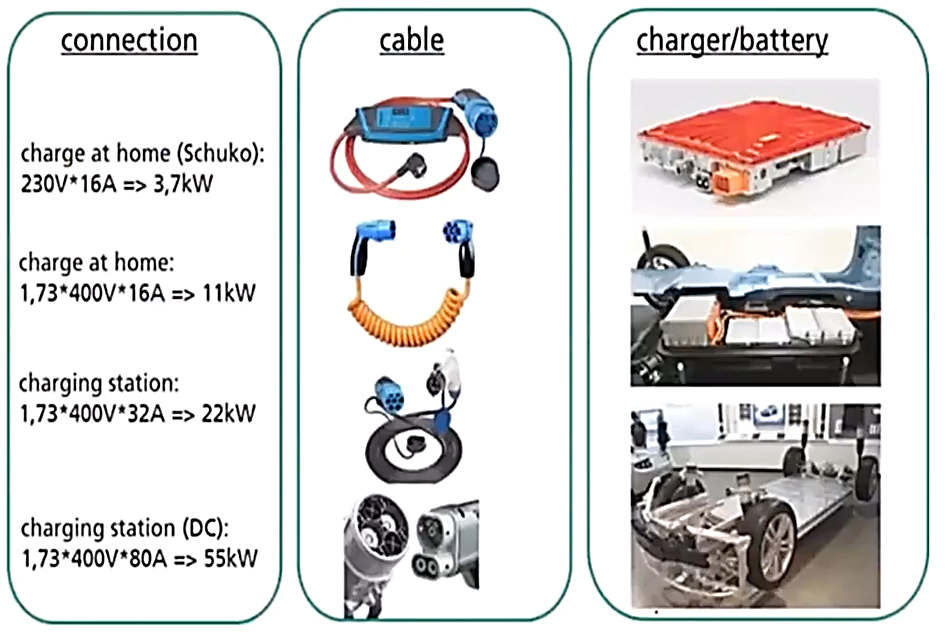 connection
charge at home (Schuko):
230V*16A => 3,7kW
charge at home:
1,73*400V*16A => 11kW
charging station:
1,73*400V*32A => 22kW
charging station (DC):
1,73*400V*80A => 55kW
cable
charger/battery